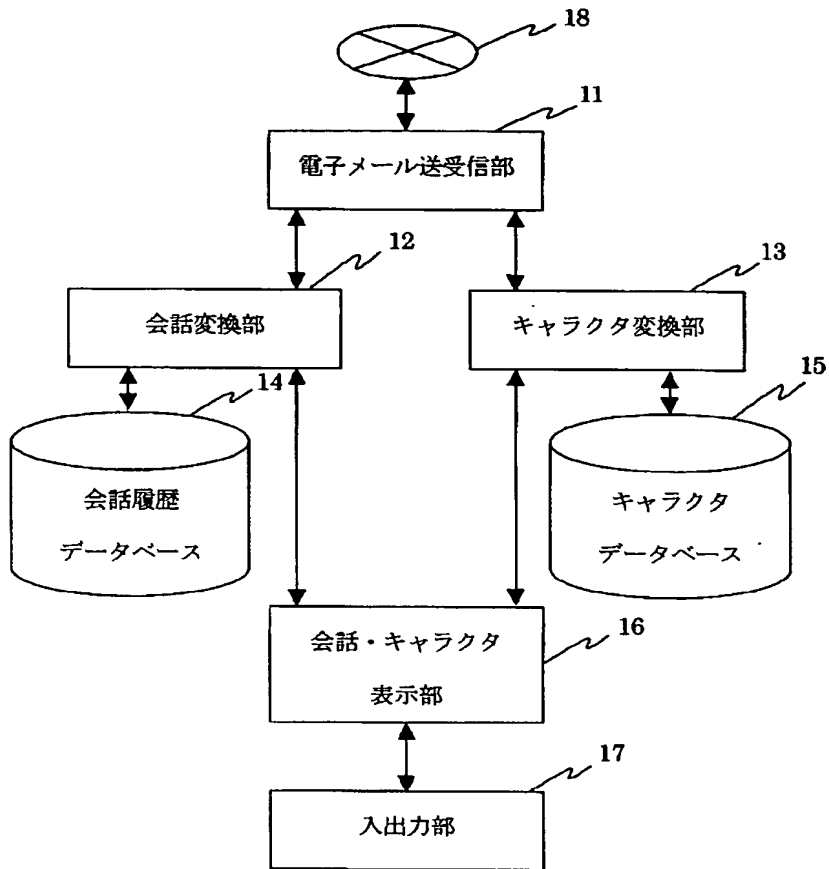 18
11
電子メール送受信部
12
13
会話変換部
キャラクタ変換部
14
15
会話履歴
データベース
キャラクタ
データベース
会話・キャラクタ
表示部
16
17
入出力部